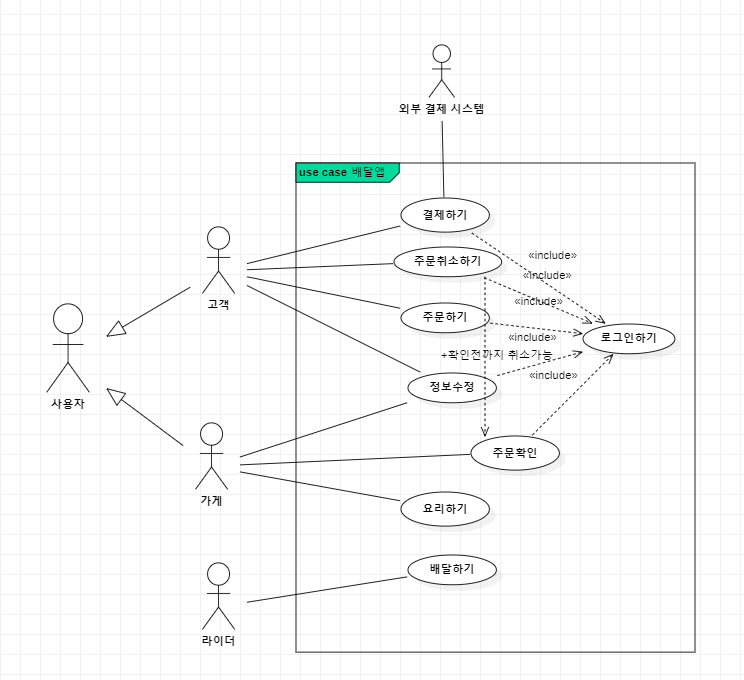 외부 결제 시스템
use case 배달앱
결제하기
고객
주문취소하기
«include»
«include»
«include»
주문하기
«include»
로그인하기
+확인전까지 취소가능
«include»
정보수정
사용자
주문확인
가게
요리하기
배달하기
라이더